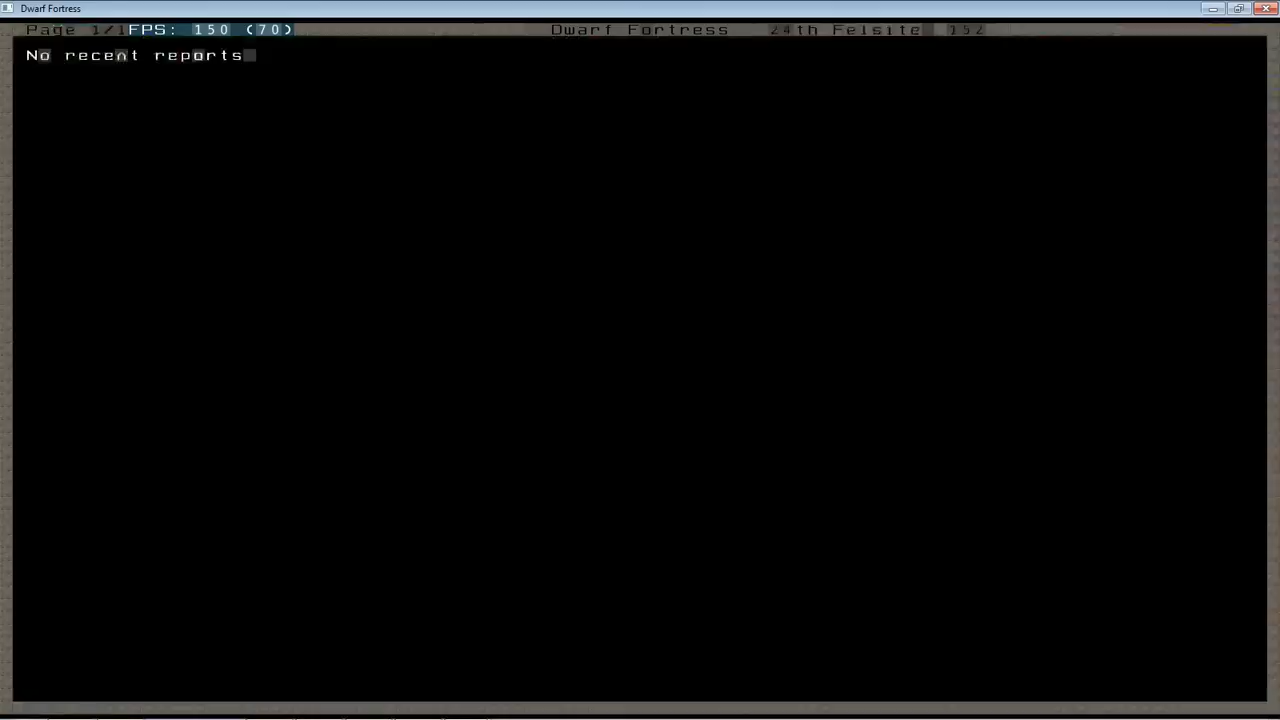 Dwarf Fortress
Page 1/1FPS: 150 (70) Dwarf Fortress 24th Felsite 152
No recent reports